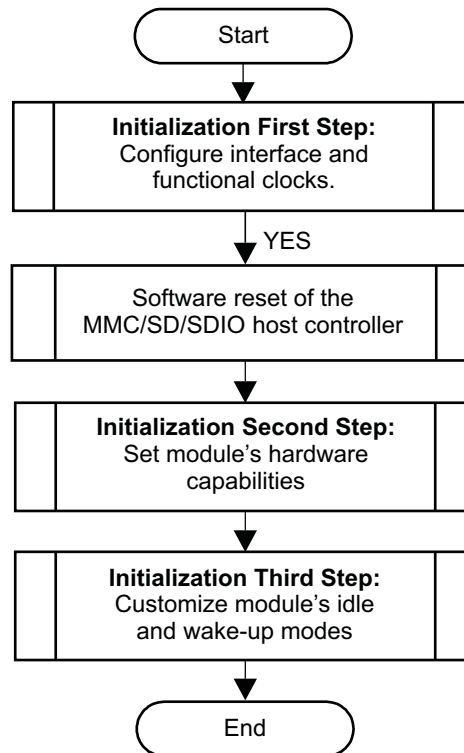 Start
Initialization First Step:
Configure interface and
functional clocks.
YES
Software reset of the
MMC/SD/SDIO host controller
Initialization Second Step:
Set module's hardware
capabilities
Initialization Third Step:
Customize module's idle
and wake-up modes
End